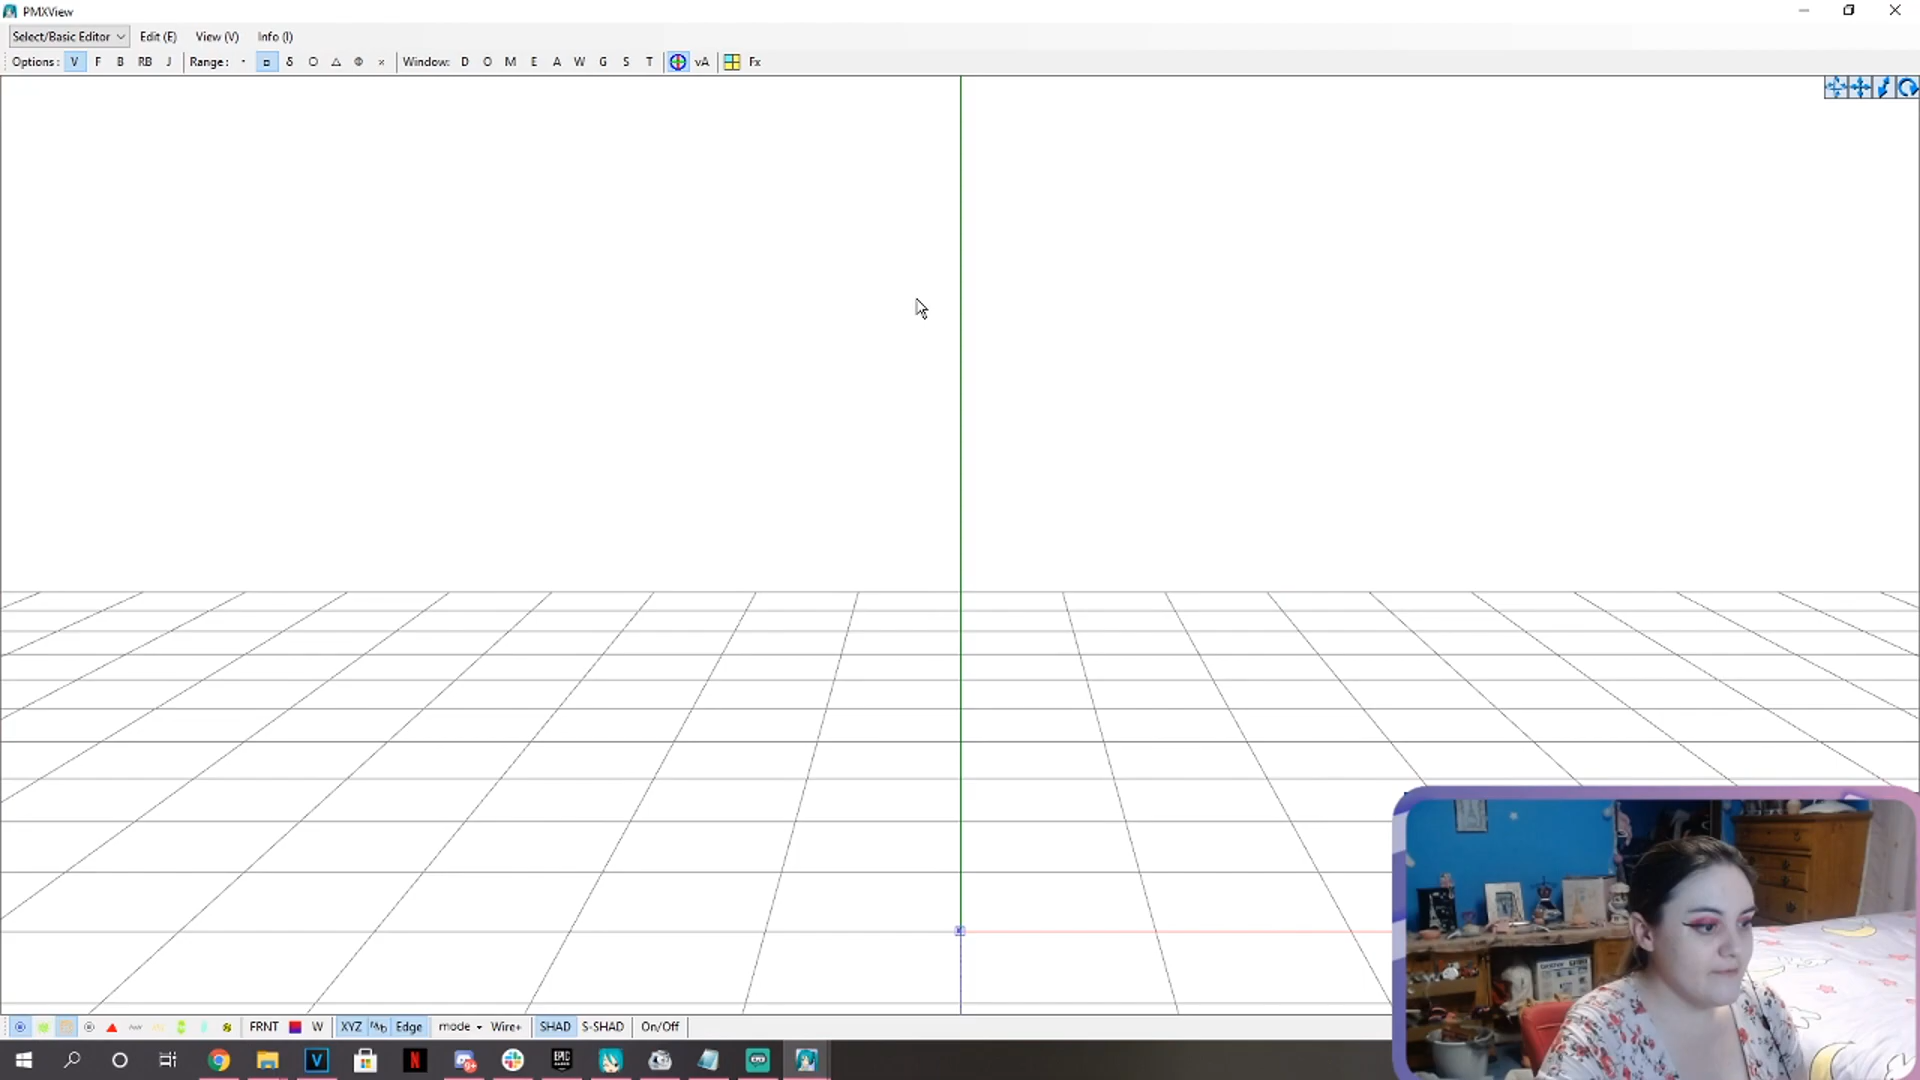 PMXView
Select/Basic Editor Edit (E) View (V) Info (I)
Options: V F B RB J Range: Window: D O M E A W G S T vA Fx
FRNT W XYZ Edge mode Wire+ SHAD S-SHAD On/Off
V N EPIC